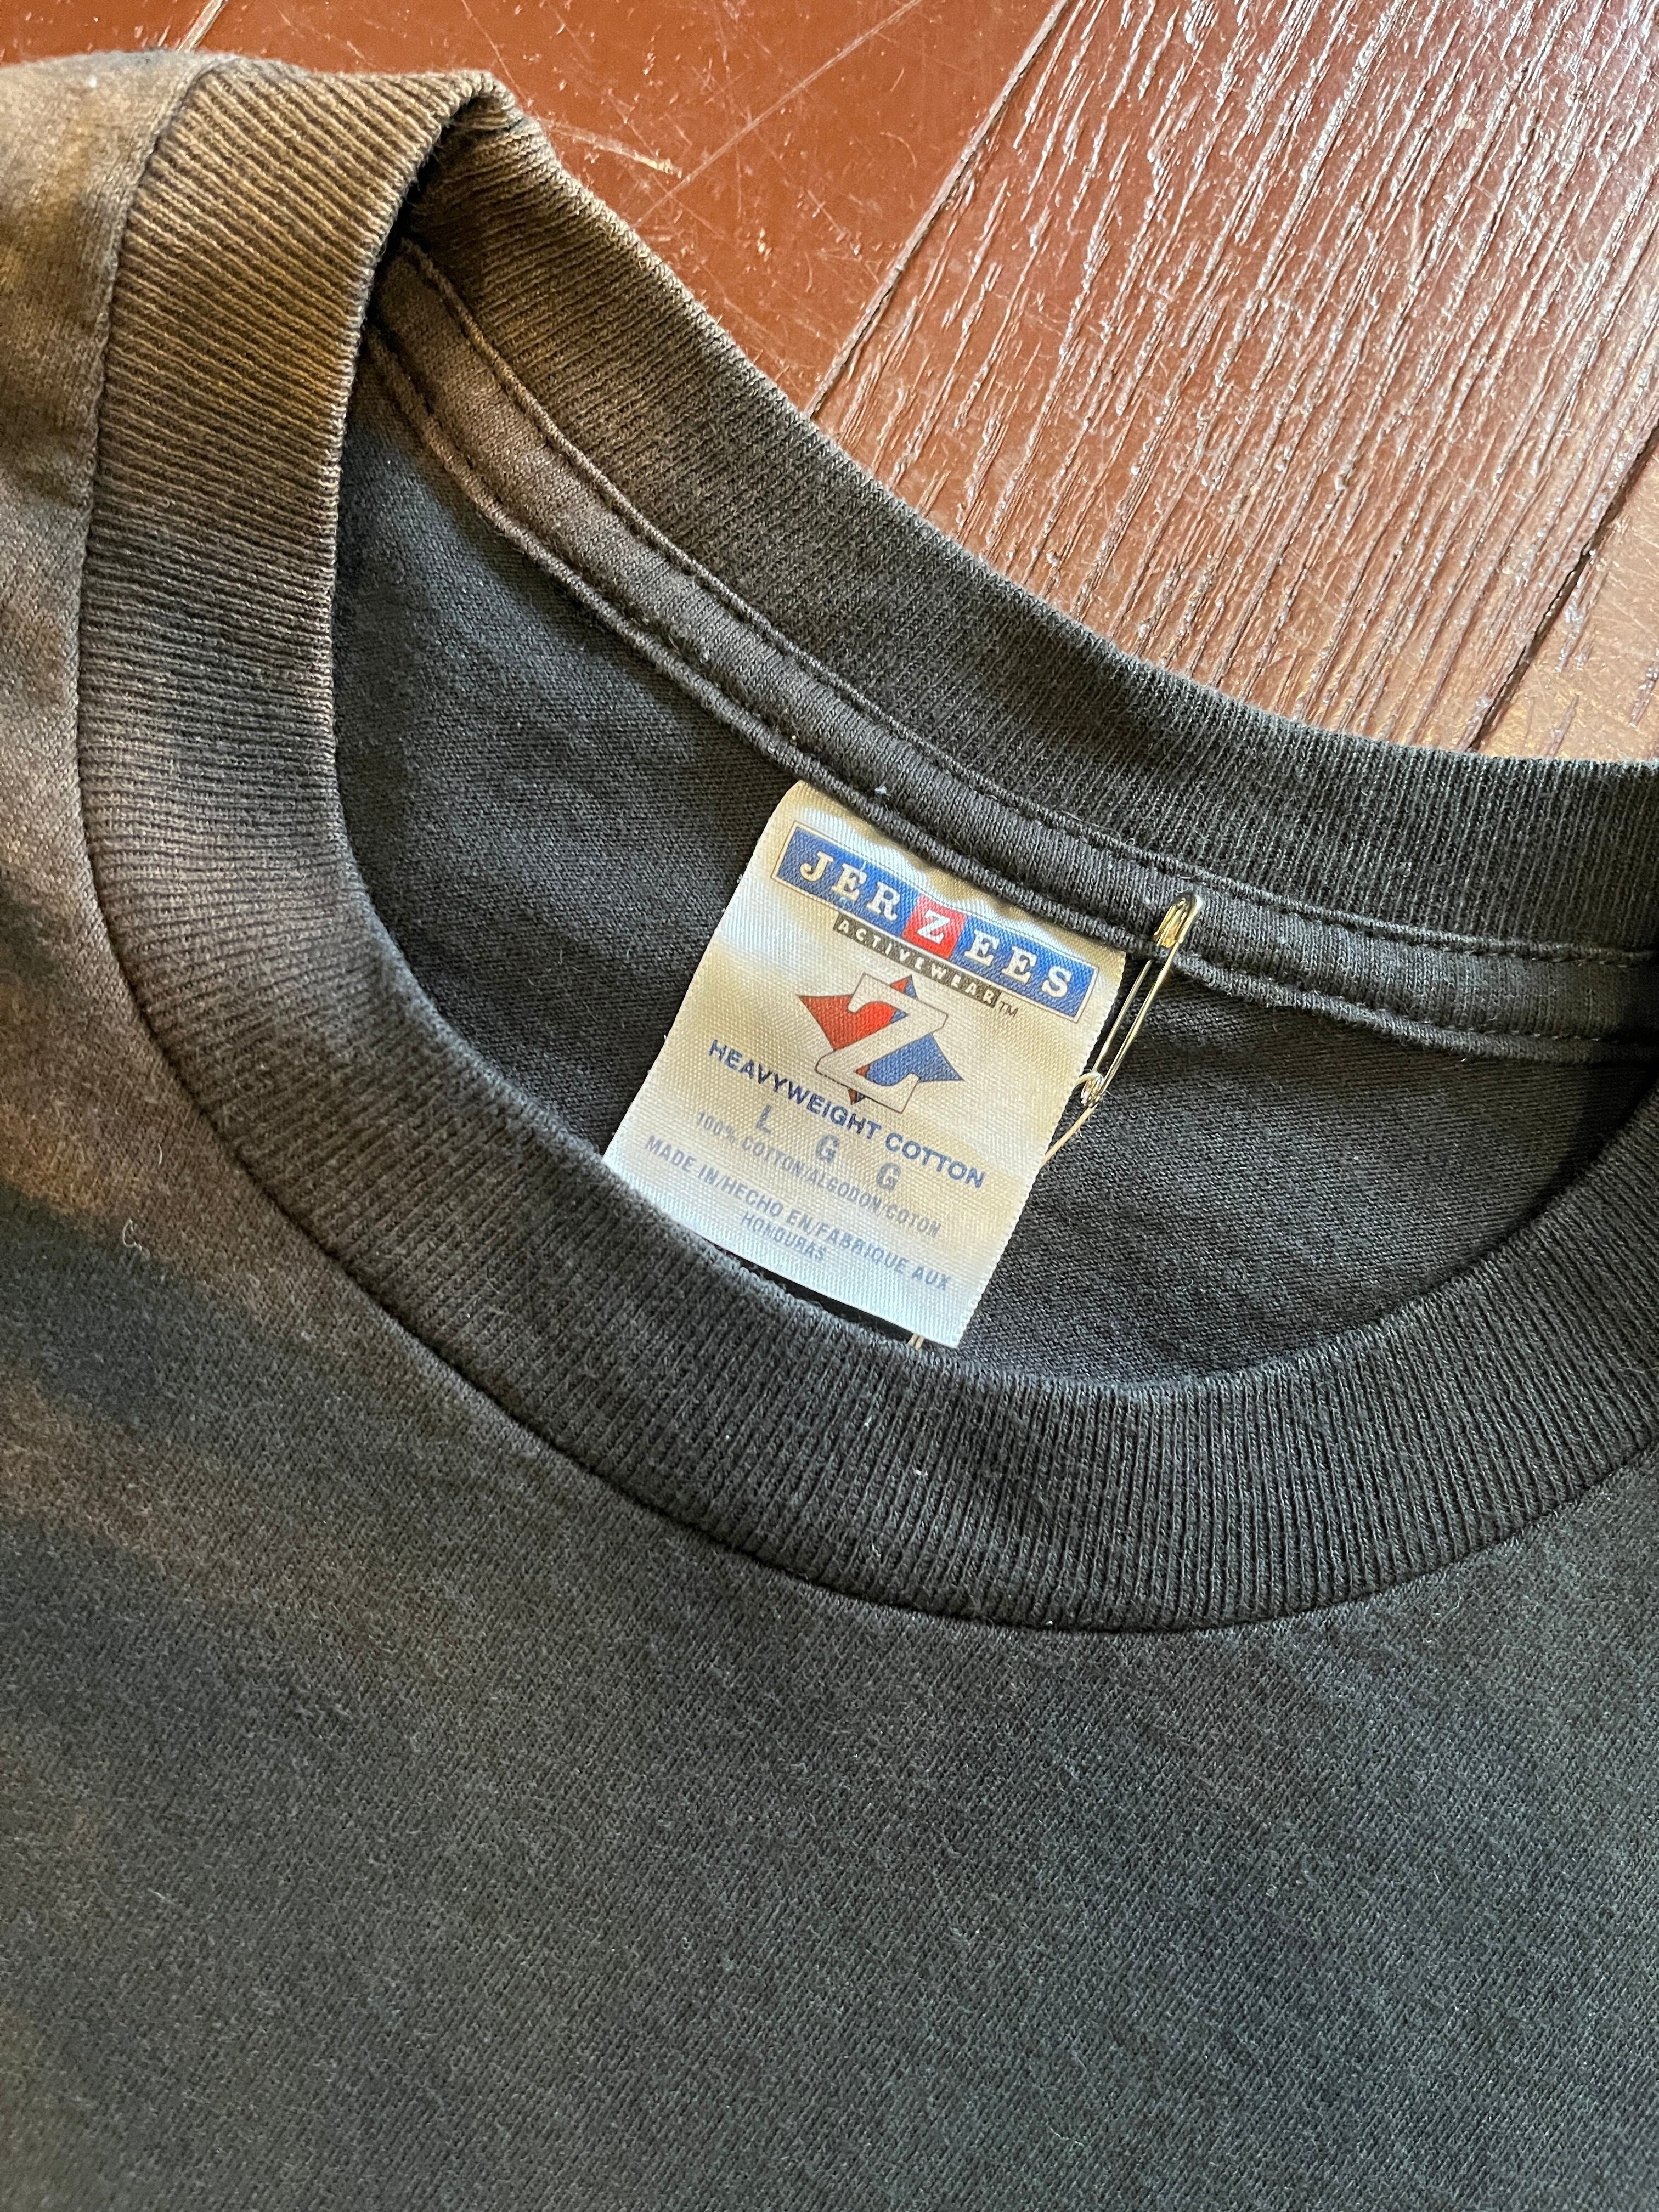 JERZEES
ACTIVEWEAR™
Z
HEAVYWEIGHT COTTON
L G G
100% COTTON/ALGODON/COTON
MADE IN/HECHO EN/FABRIQUE AUX
HONDURAS